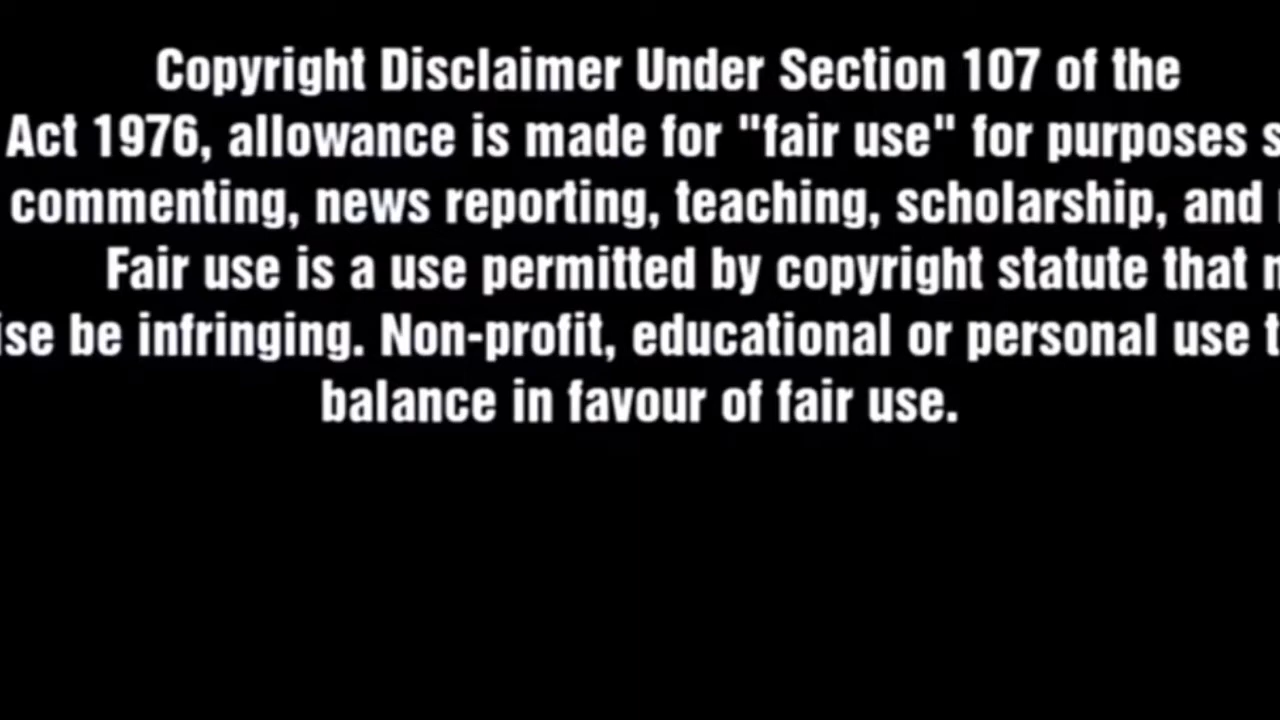 Copyright Disclaimer Under Section 107 of the
Act 1976, allowance is made for "fair use" for purposes
commenting, news reporting, teaching, scholarship, and
Fair use is a use permitted by copyright statute that
be infringing. Non-profit, educational or personal use
balance in favour of fair use.